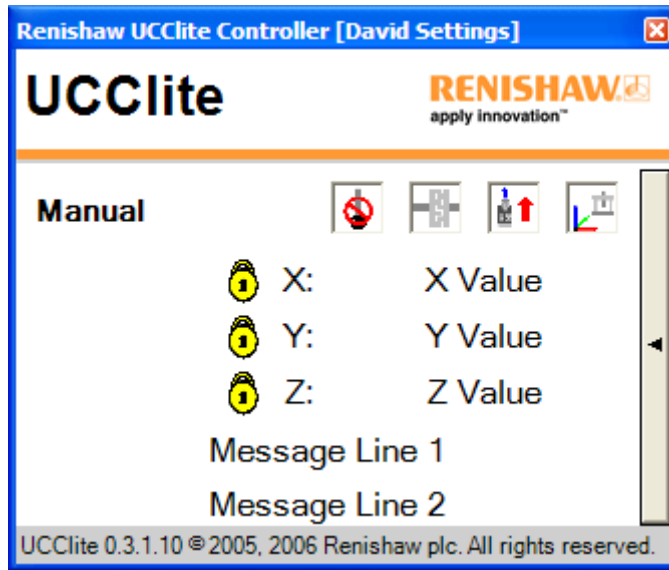 Renishaw UCClite Controller [David Settings]
UCClite
RENISHAW.
apply innovation™
Manual
X: X Value
Y: Y Value
Z: Z Value
Message Line 1
Message Line 2
UCClite 0.3.1.10 © 2005, 2006 Renishaw plc. All rights reserved.